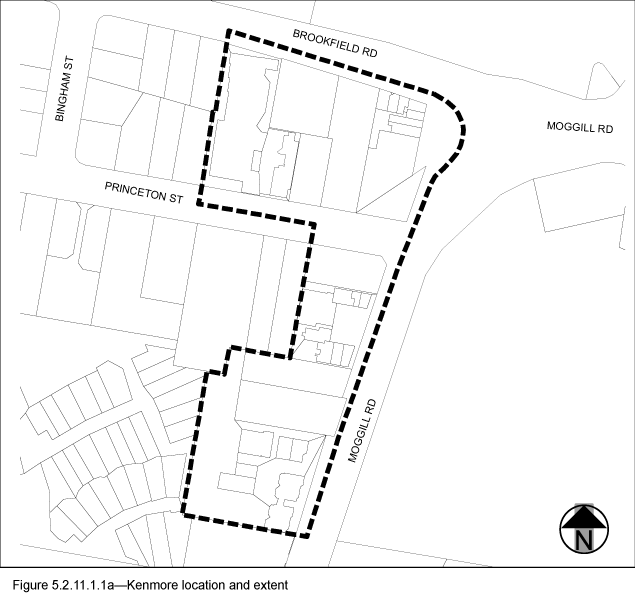 BROOKFIELD RD
BINGHAM ST
MOGGILL RD
PRINCETON ST
MOGGILL RD
N
Figure 5.2.11.1.1a—Kenmore location and extent